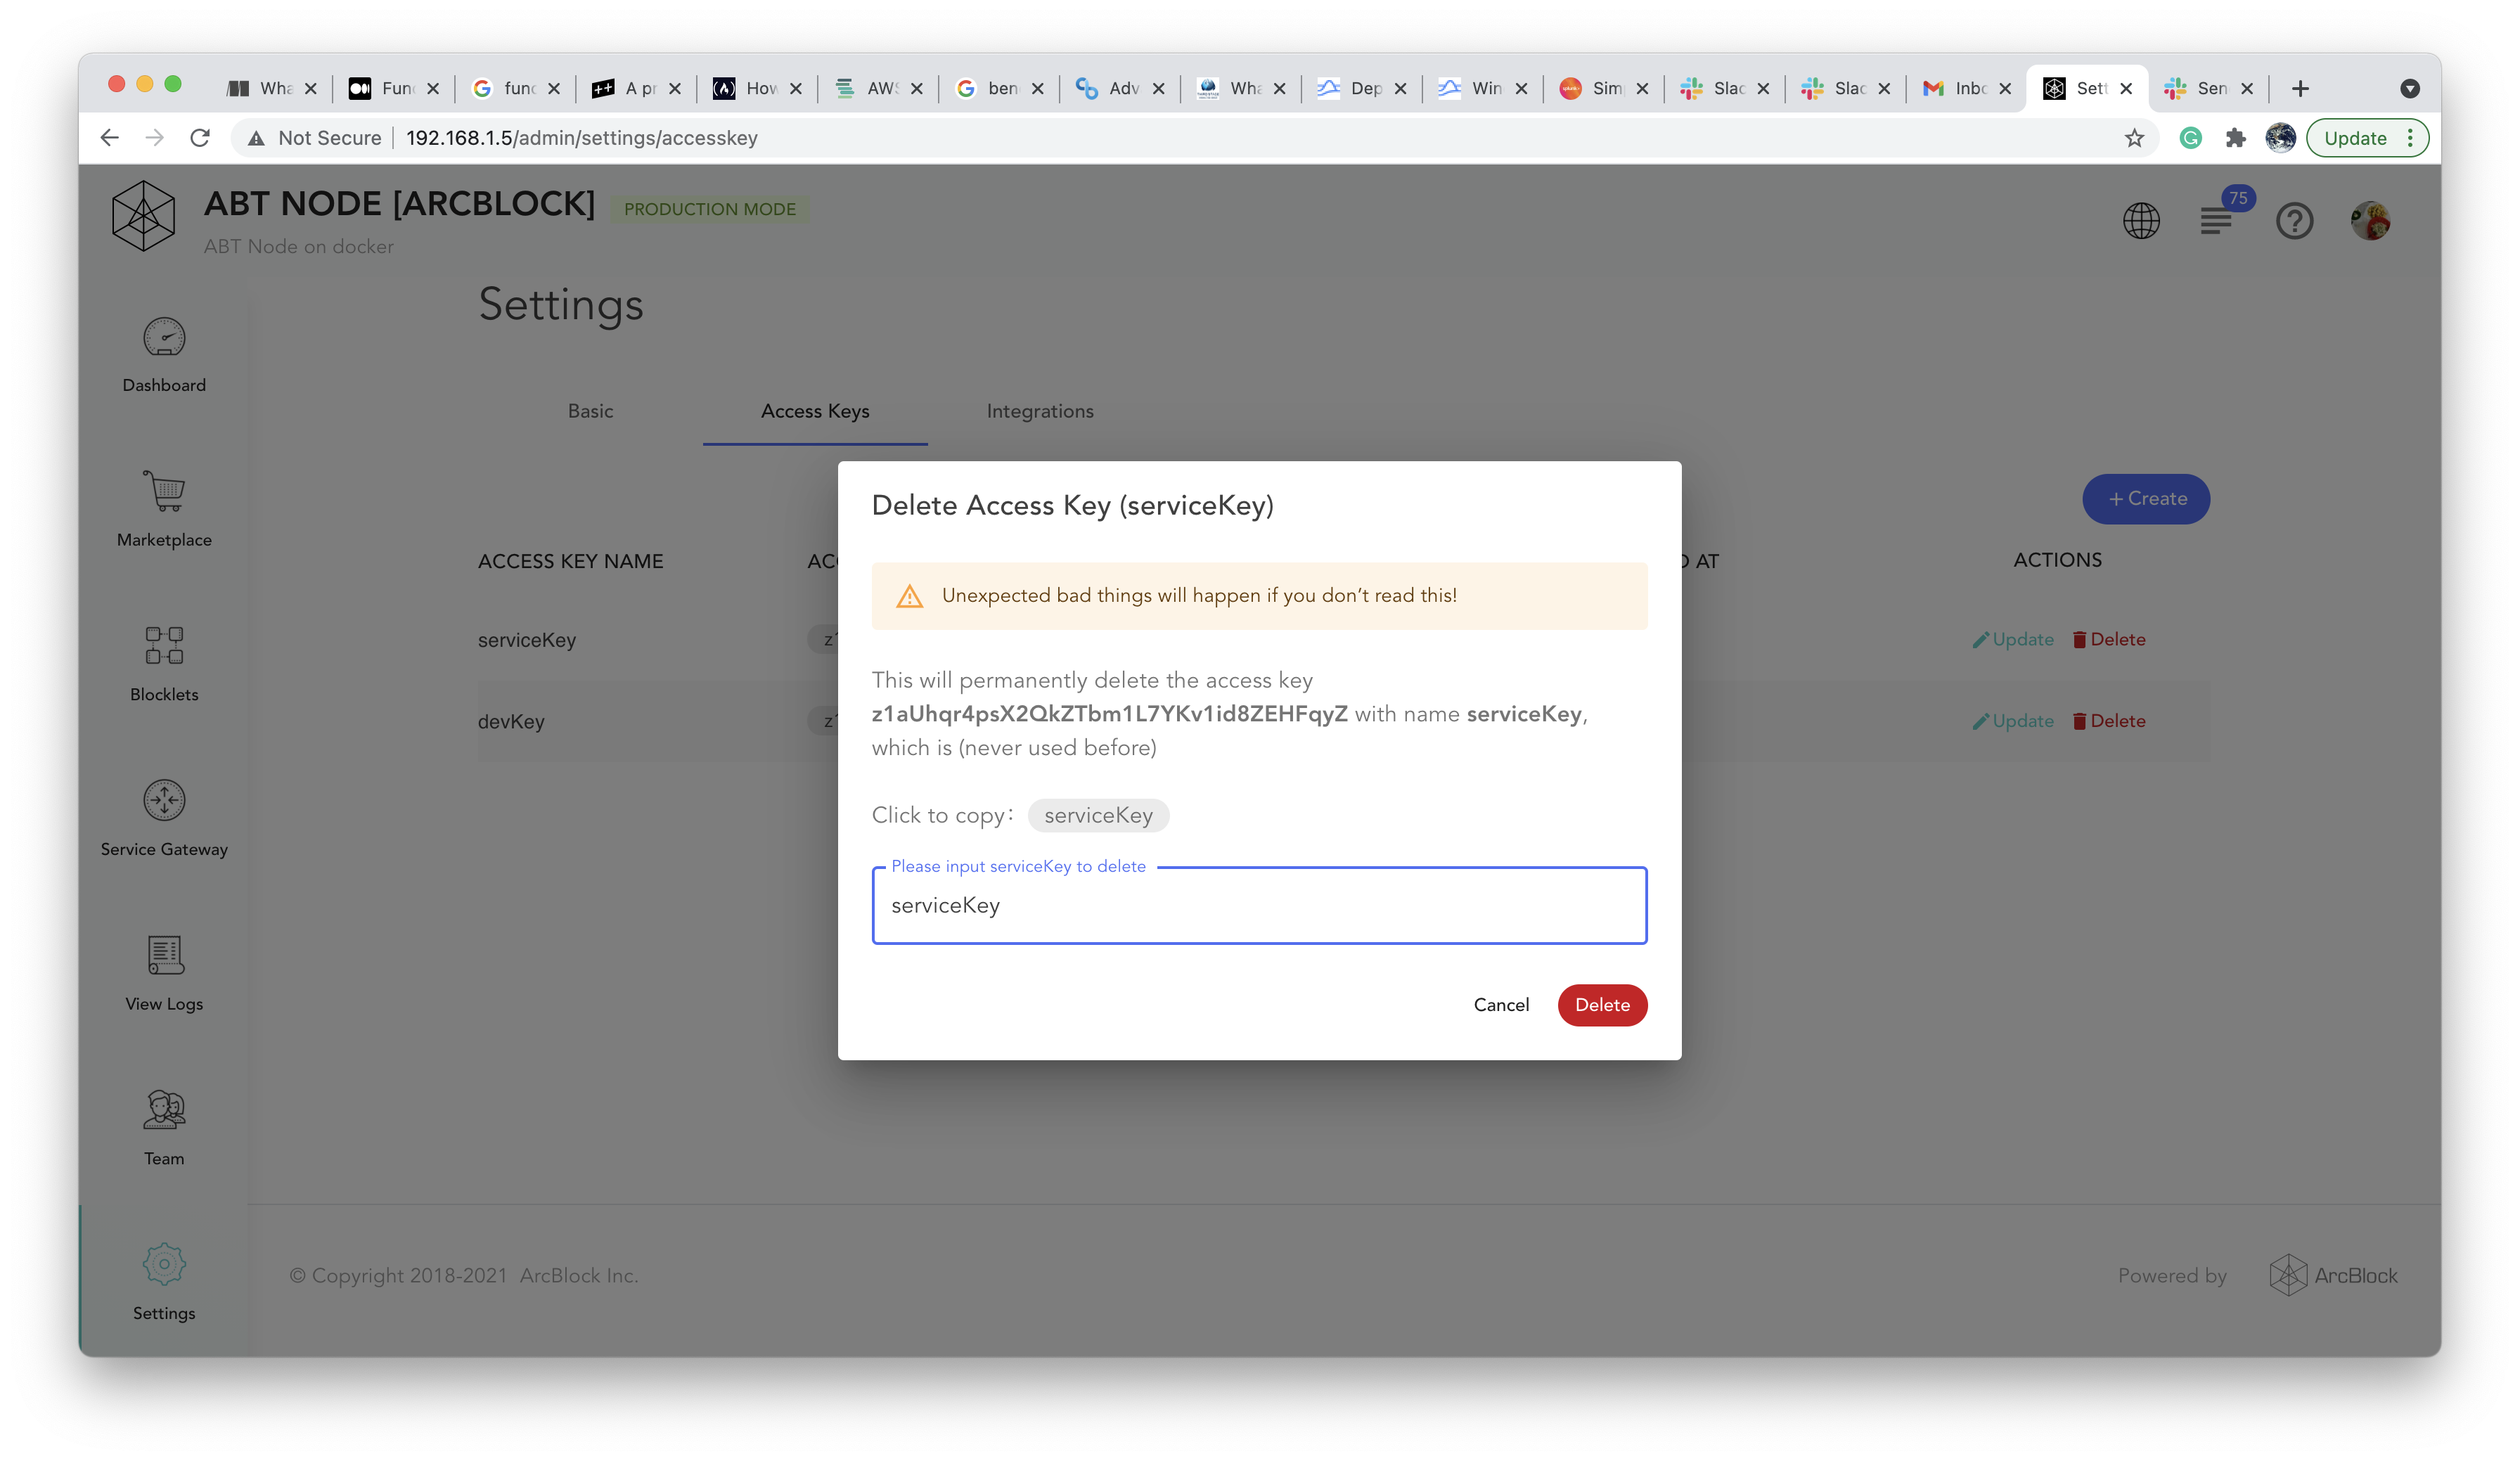 Wha Fun func A pr How AWS ben Adv Wha Dep Win Sim Slac Slac Inbo Sett Sen
Not Secure 192.168.1.5/admin/settings/accesskey Update
ABT NODE [ARCBLOCK] PRODUCTION MODE
75
ABT Node on docker
Settings
Dashboard
Marketplace
Blocklets
Service Gateway
View Logs
Team
Settings
Basic Access Keys Integrations
+ Create
ACCESS KEY NAME
ACTIONS
serviceKey
Update Delete
devKey
Update Delete
Delete Access Key (serviceKey)
Unexpected bad things will happen if you don’t read this!
This will permanently delete the access key
z1aUhqr4psX2QkZTbm1L7YKv1id8ZEHFqyZ with name serviceKey,
which is (never used before)
Click to copy: serviceKey
Please input serviceKey to delete
serviceKey
Cancel Delete
© Copyright 2018-2021 ArcBlock Inc.
Powered by ArcBlock